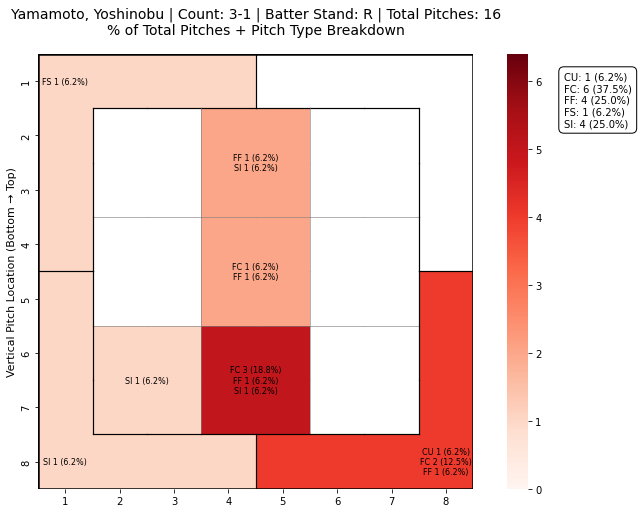 Yamamoto, Yoshinobu | Count: 3-1 | Batter Stand: R | Total Pitches: 16
% of Total Pitches + Pitch Type Breakdown
FS 1 (6.2%)
FF 1 (6.2%)
SI 1 (6.2%)
FC 1 (6.2%)
FF 1 (6.2%)
SI 1 (6.2%)
FC 3 (18.8%)
FF 1 (6.2%)
SI 1 (6.2%)
SI 1 (6.2%)
CU 1 (6.2%)
FC 2 (12.5%)
FF 1 (6.2%)
Vertical Pitch Location (Bottom → Top)
1
2
3
4
5
6
7
8
1 2 3 4 5 6 7 8
6
5
4
3
2
1
0
CU: 1 (6.2%)
FC: 6 (37.5%)
FF: 4 (25.0%)
FS: 1 (6.2%)
SI: 4 (25.0%)